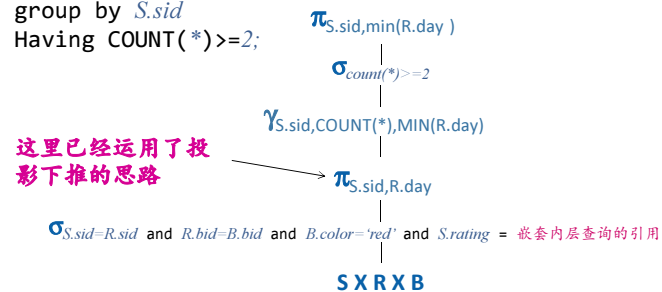 group by S.sid
Having COUNT(*)>=2;
πS.sid,min(R.day )
σcount(*)>=2
γS.sid,COUNT(*),MIN(R.day)
这里已经运用了投
影下推的思路
πS.sid,R.day
σS.sid=R.sid and R.bid=B.bid and B.color=‘red’ and S.rating = 嵌套内层查询的引用
S X R X B